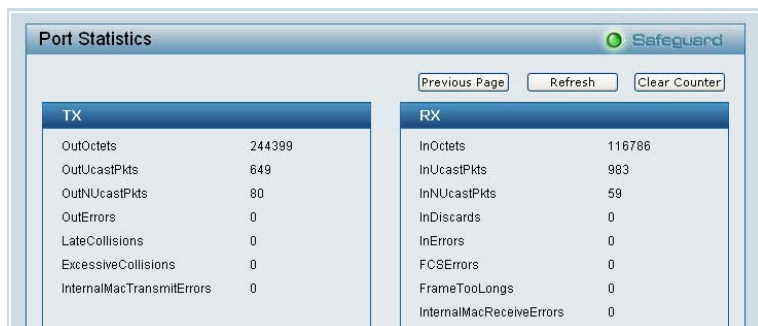 Port Statistics
Safeguard
Previous Page Refresh Clear Counter
TX
OutOctets 244399
OutUcastPkts 649
OutNUcastPkts 80
OutErrors 0
LateCollisions 0
ExcessiveCollisions 0
InternalMacTransmitErrors 0
RX
InOctets 116786
InUcastPkts 983
InNUcastPkts 59
InDiscards 0
InErrors 0
FCSErrors 0
FrameTooLongs 0
InternalMacReceiveErrors 0